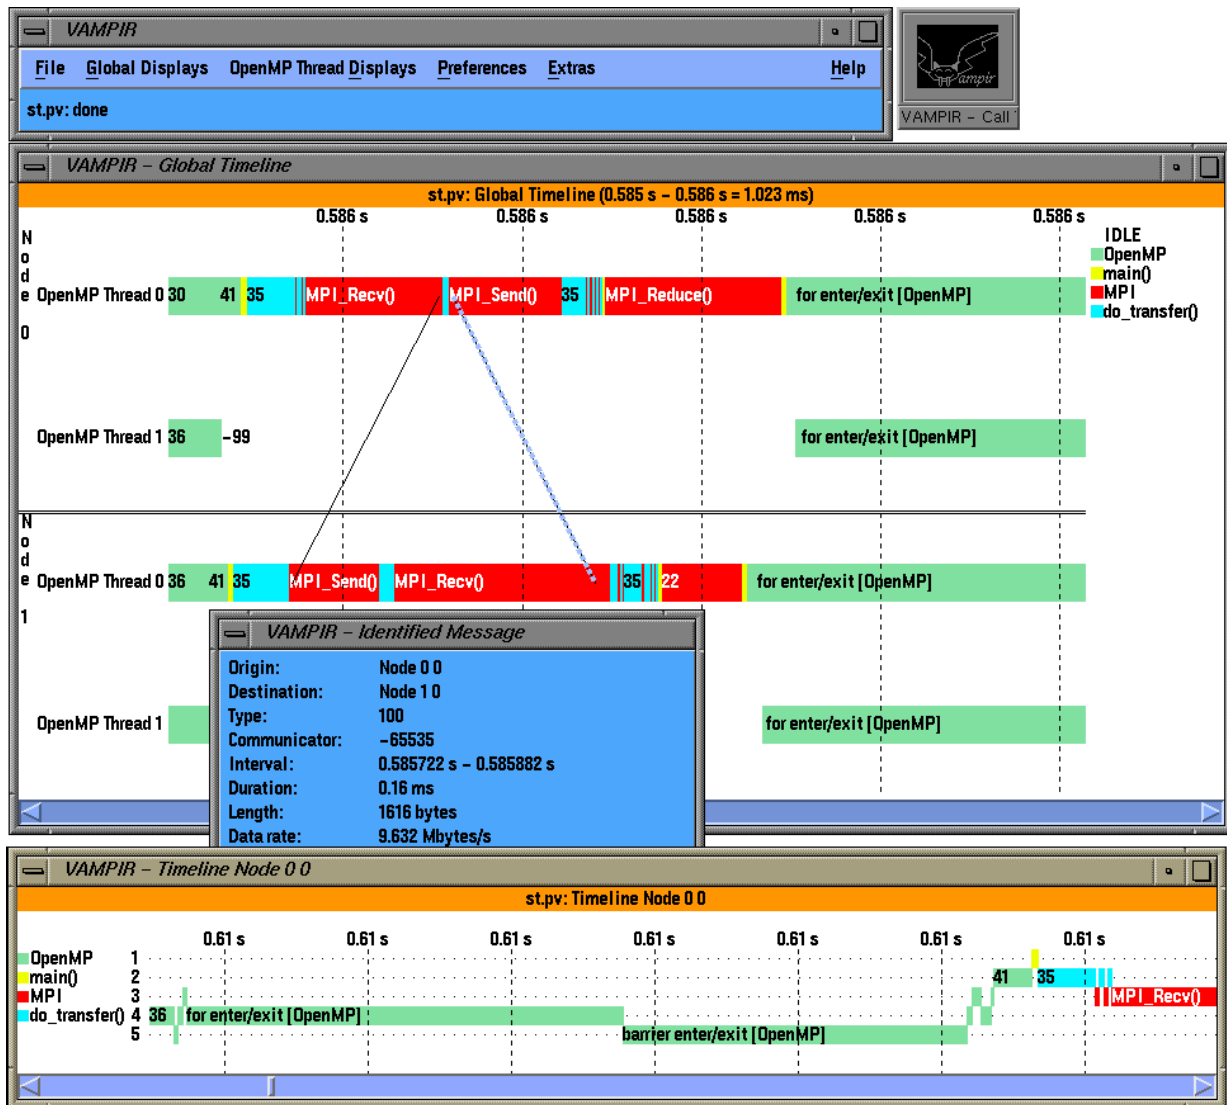 VAMPIR
File Global Displays OpenMP Thread Displays Preferences Extras Help
st.pv: done
Vampir
VAMPIR – Call
VAMPIR – Global Timeline
st.pv: Global Timeline (0.585 s – 0.586 s = 1.023 ms)
0.586 s 0.586 s 0.586 s 0.586 s 0.586 s
IDLE
OpenMP
main()
MPI
do_transfer()
Node 0
OpenMP Thread 0 30 41 35 MPI_Recv() MPI_Send() 35 MPI_Reduce() for enter/exit [OpenMP]
OpenMP Thread 1 36 –99 for enter/exit [OpenMP]
Node 1
OpenMP Thread 0 36 41 35 MPI_Send() MPI_Recv() 35 22 for enter/exit [OpenMP]
OpenMP Thread 1 for enter/exit [OpenMP]
VAMPIR – Identified Message
Origin: Node 0 0
Destination: Node 1 0
Type: 100
Communicator: –65535
Interval: 0.585722 s – 0.585882 s
Duration: 0.16 ms
Length: 1616 bytes
Data rate: 9.632 Mbytes/s
VAMPIR – Timeline Node 0 0
st.pv: Timeline Node 0 0
0.61 s 0.61 s 0.61 s 0.61 s 0.61 s 0.61 s 0.61 s
OpenMP 1
main() 2 41 35
MPI 3 MPI_Recv()
do_transfer() 4 36 for enter/exit [OpenMP]
5 barrier enter/exit [OpenMP]